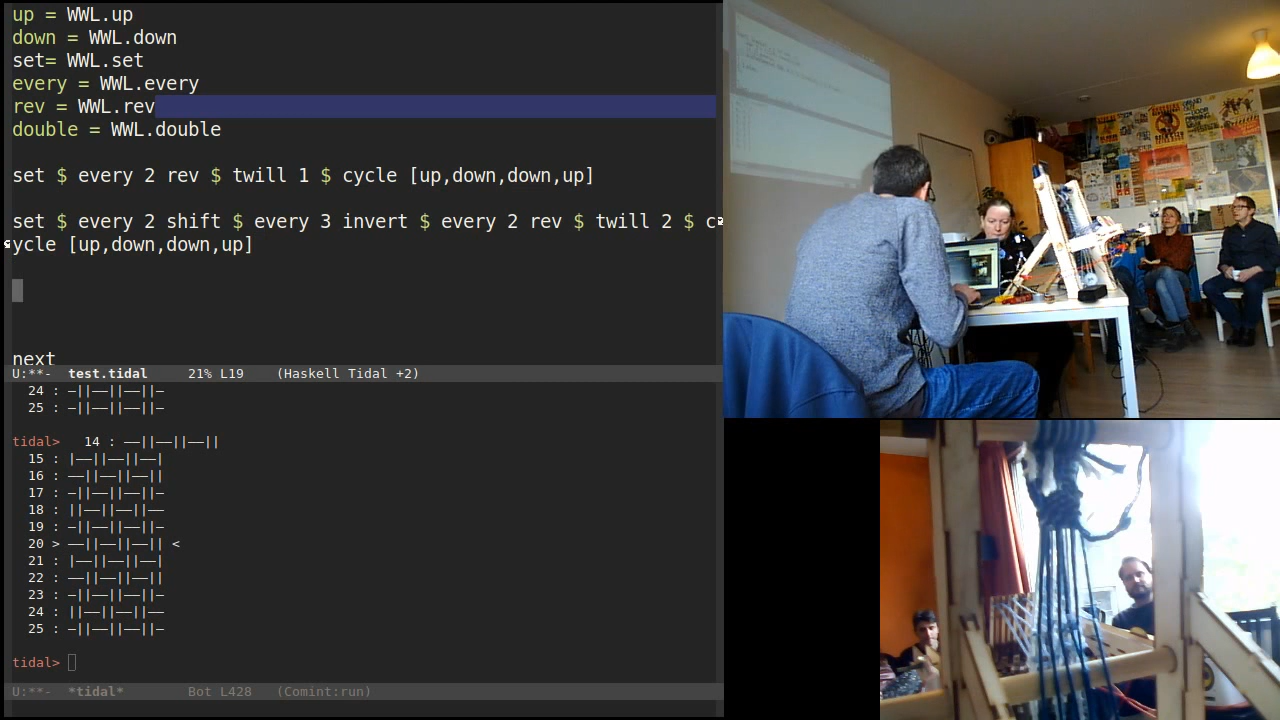 up = WWL.up
down = WWL.down
set= WWL.set
every = WWL.every
rev = WWL.rev
double = WWL.double
set $ every 2 rev $ twill 1 $ cycle [up,down,down,up]
set $ every 2 shift $ every 3 invert $ every 2 rev $ twill 2 $ c
ycle [up,down,down,up]
next
U:**-  test.tidal     21% L19    (Haskell Tidal +2)
24 : —||——||——||—
25 : —||——||——||—
tidal>   14 : ——||——||——||
15 : |——||——||——|
16 : ——||——||——||
17 : —||——||——||—
18 : ||——||——||——
19 : —||——||——||—
20 > ——||——||——|| <
21 : |——||——||——|
22 : ——||——||——||
23 : —||——||——||—
24 : ||——||——||——
25 : —||——||——||—
tidal>
U:**-  *tidal*        Bot L428   (Comint:run)